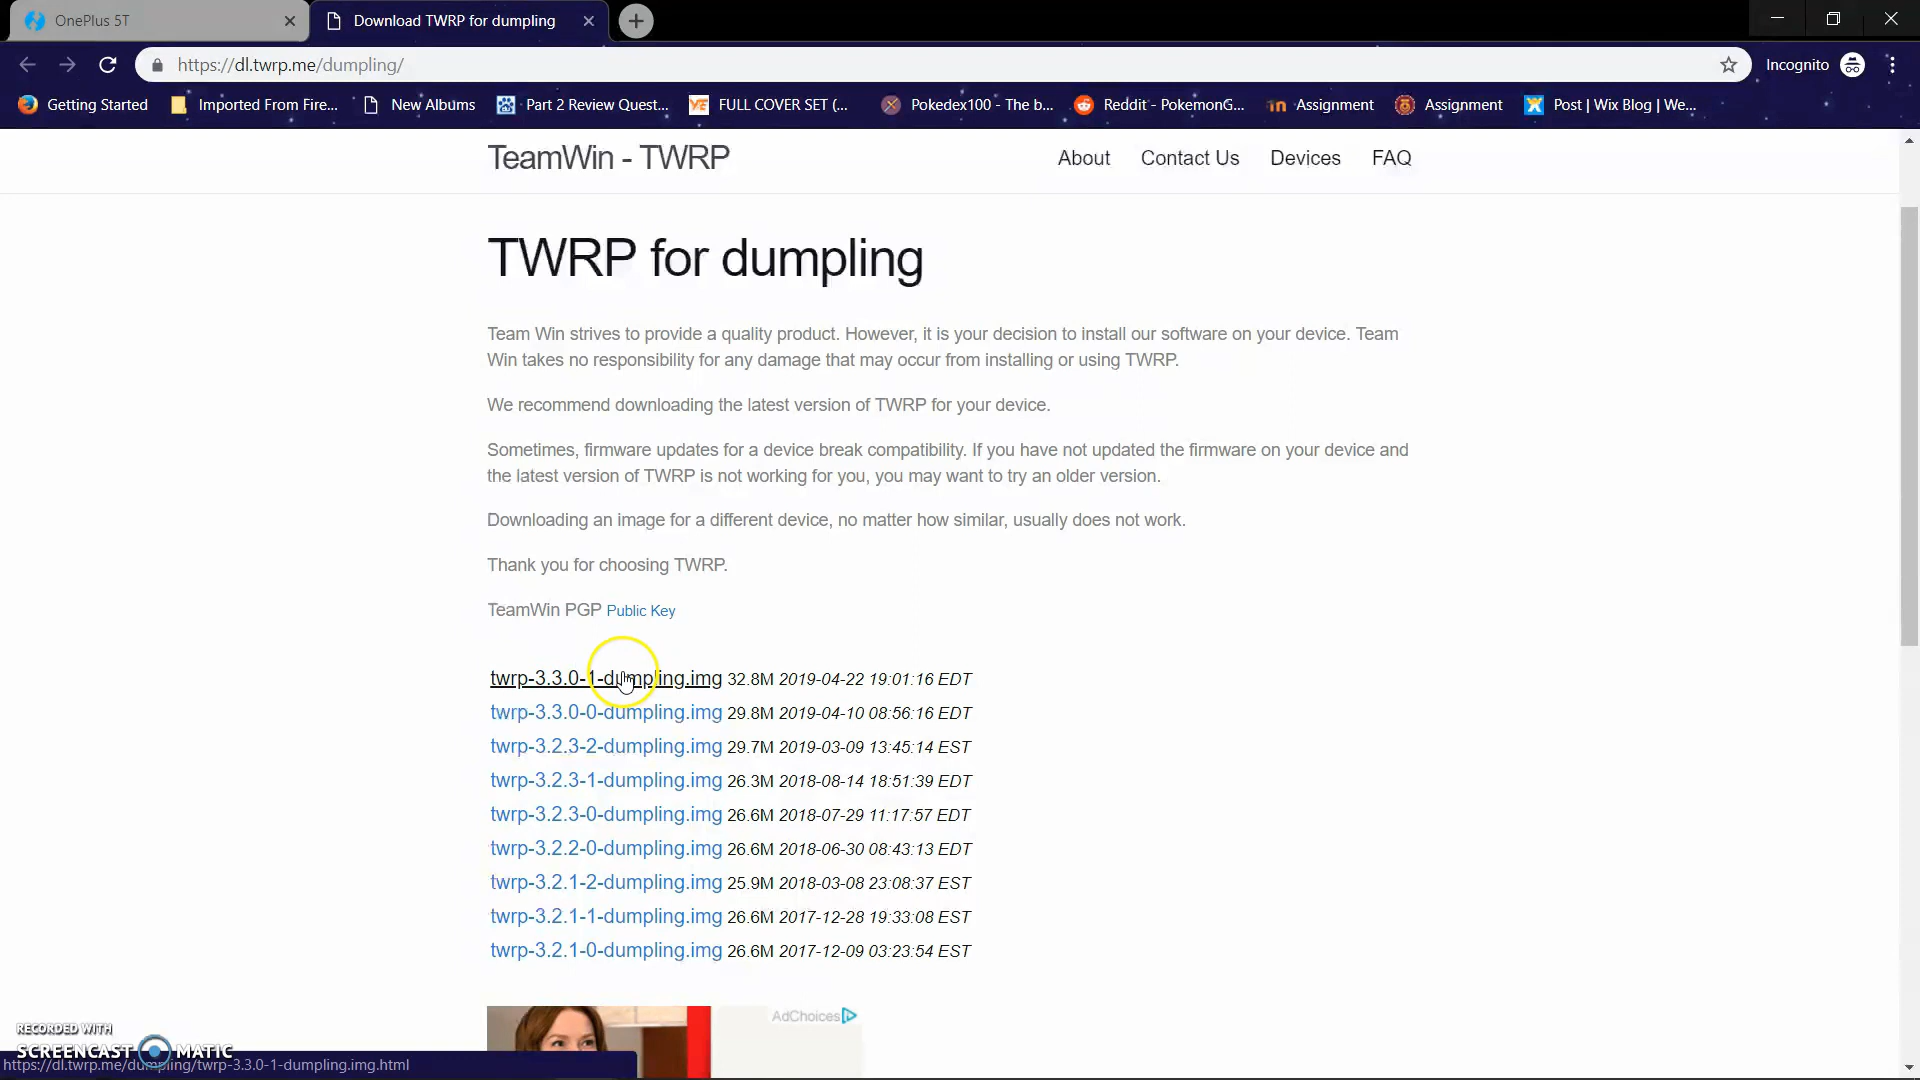 OnePlus 5T
Download TWRP for dumpling
https://dl.twrp.me/dumpling/
Incognito
Getting Started
Imported From Fire...
New Albums
Part 2 Review Quest...
FULL COVER SET (...
Pokedex100 - The b...
Reddit - PokemonG...
Assignment
Assignment
Post | Wix Blog | We...
TeamWin - TWRP
About
Contact Us
Devices
FAQ
TWRP for dumpling
Team Win strives to provide a quality product. However, it is your decision to install our software on your device. Team
Win takes no responsibility for any damage that may occur from installing or using TWRP.
We recommend downloading the latest version of TWRP for your device.
Sometimes, firmware updates for a device break compatibility. If you have not updated the firmware on your device and
the latest version of TWRP is not working for you, you may want to try an older version.
Downloading an image for a different device, no matter how similar, usually does not work.
Thank you for choosing TWRP.
TeamWin PGP Public Key
twrp-3.3.0-1-dumpling.img 32.8M 2019-04-22 19:01:16 EDT
twrp-3.3.0-0-dumpling.img 29.8M 2019-04-10 08:56:16 EDT
twrp-3.2.3-2-dumpling.img 29.7M 2019-03-09 13:45:14 EST
twrp-3.2.3-1-dumpling.img 26.3M 2018-08-14 18:51:39 EDT
twrp-3.2.3-0-dumpling.img 26.6M 2018-07-29 11:17:57 EDT
twrp-3.2.2-0-dumpling.img 26.6M 2018-06-30 08:43:13 EDT
twrp-3.2.1-2-dumpling.img 25.9M 2018-03-08 23:08:37 EST
twrp-3.2.1-1-dumpling.img 26.6M 2017-12-28 19:33:08 EST
twrp-3.2.1-0-dumpling.img 26.6M 2017-12-09 03:23:54 EST
AdChoices
RECORDED WITH
SCREENCAST MATIC
https://dl.twrp.me/dumpling/twrp-3.3.0-1-dumpling.img.html